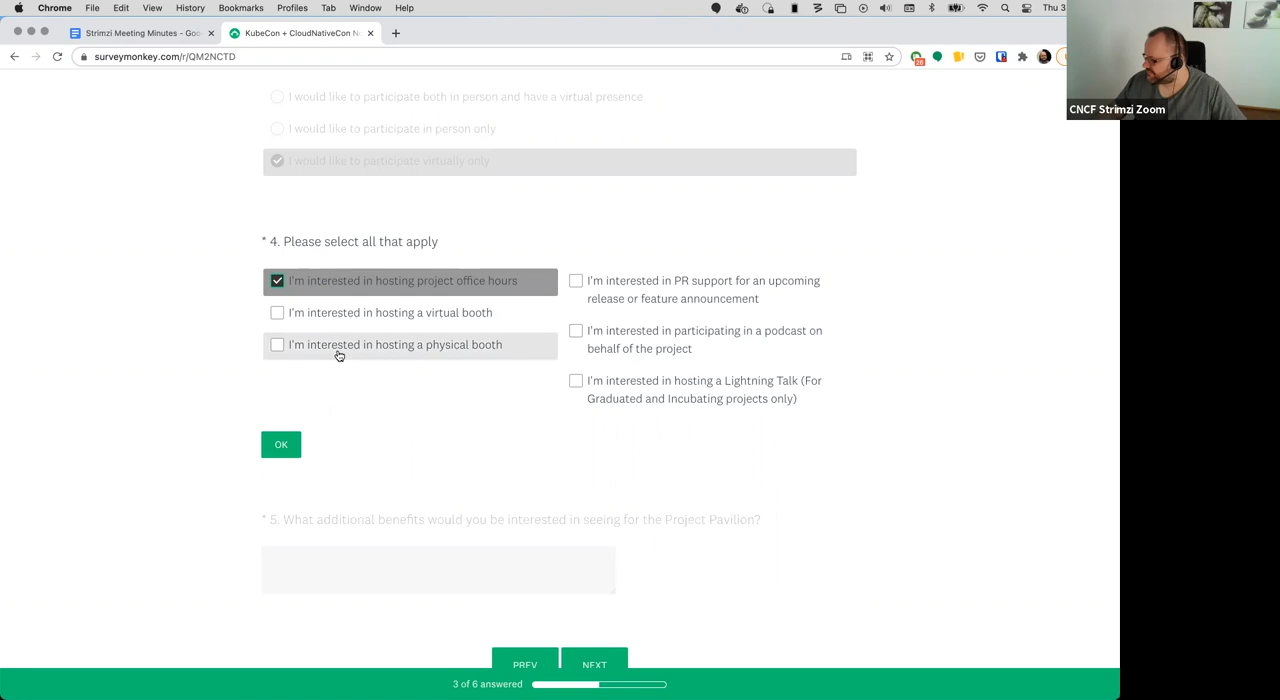 Chrome File Edit View History Bookmarks Profiles Tab Window Help Thu 3
Strimzi Meeting Minutes - Goo
KubeCon + CloudNativeCon No
surveymonkey.com/r/QM2NCTD
26
CNCF Strimzi Zoom
I would like to participate both in person and have a virtual presence
I would like to participate in person only
I would like to participate virtually only
* 4. Please select all that apply
I'm interested in hosting project office hours
I'm interested in hosting a virtual booth
I'm interested in hosting a physical booth
I'm interested in PR support for an upcoming
release or feature announcement
I'm interested in participating in a podcast on
behalf of the project
I'm interested in hosting a Lightning Talk (For
Graduated and Incubating projects only)
OK
* 5. What additional benefits would you be interested in seeing for the Project Pavilion?
PREV NEXT
3 of 6 answered